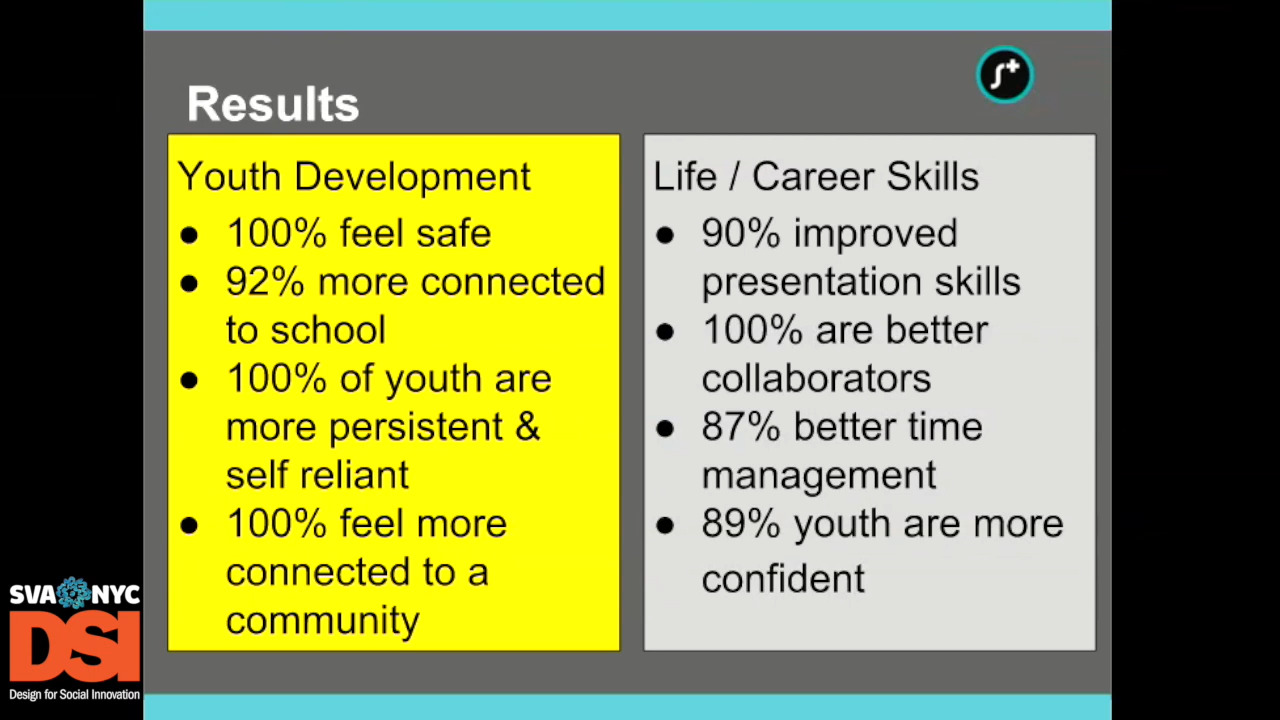 Results
Youth Development
● 100% feel safe
● 92% more connected
to school
● 100% of youth are
more persistent &
self reliant
● 100% feel more
connected to a
community
Life / Career Skills
● 90% improved
presentation skills
● 100% are better
collaborators
● 87% better time
management
● 89% youth are more
confident
SVA NYC
DSI
Design for Social Innovation